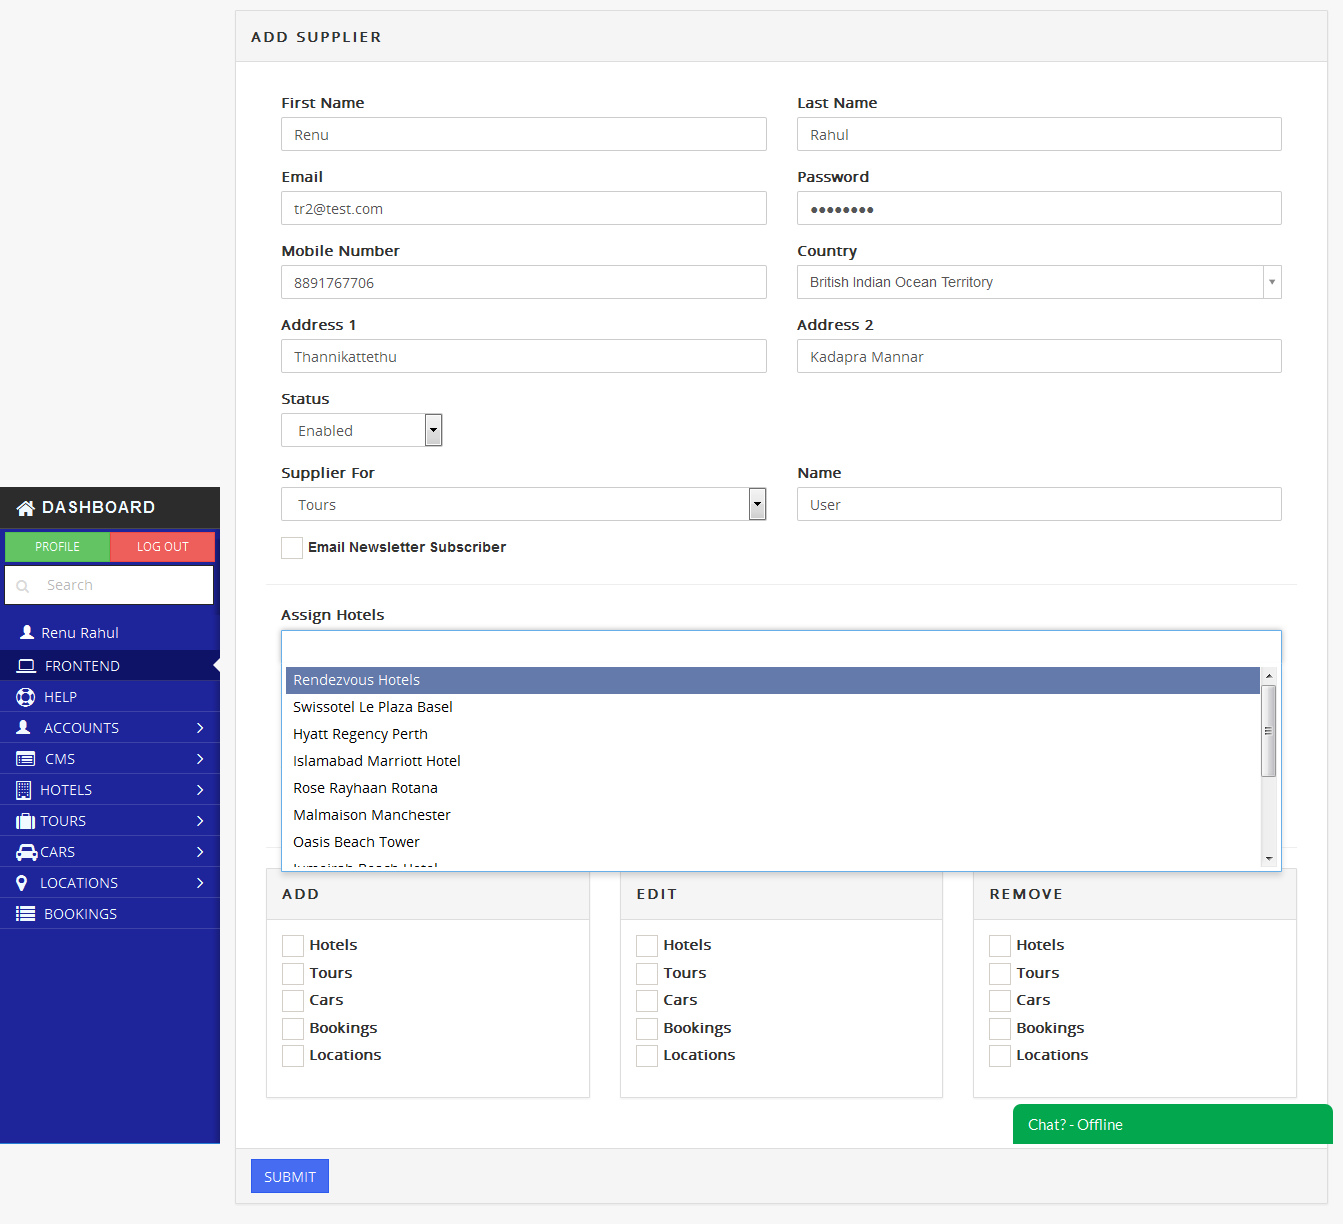 ADD SUPPLIER
First Name
Last Name
Renu
Rahul
Email
Password
tr2@test.com
••••••••
Mobile Number
Country
8891767706
British Indian Ocean Territory
Address 1
Address 2
Thannikattethu
Kadapra Mannar
Status
Enabled
Supplier For
Name
Tours
User
Email Newsletter Subscriber
Assign Hotels
Rendezvous Hotels
Swissotel Le Plaza Basel
Hyatt Regency Perth
Islamabad Marriott Hotel
Rose Rayhaan Rotana
Malmaison Manchester
Oasis Beach Tower
Jumeirah Beach Hotel
DASHBOARD
PROFILE
LOG OUT
Search
Renu Rahul
FRONTEND
HELP
ACCOUNTS
CMS
HOTELS
TOURS
CARS
LOCATIONS
BOOKINGS
ADD
Hotels
Tours
Cars
Bookings
Locations
EDIT
Hotels
Tours
Cars
Bookings
Locations
REMOVE
Hotels
Tours
Cars
Bookings
Locations
Chat? - Offline
SUBMIT